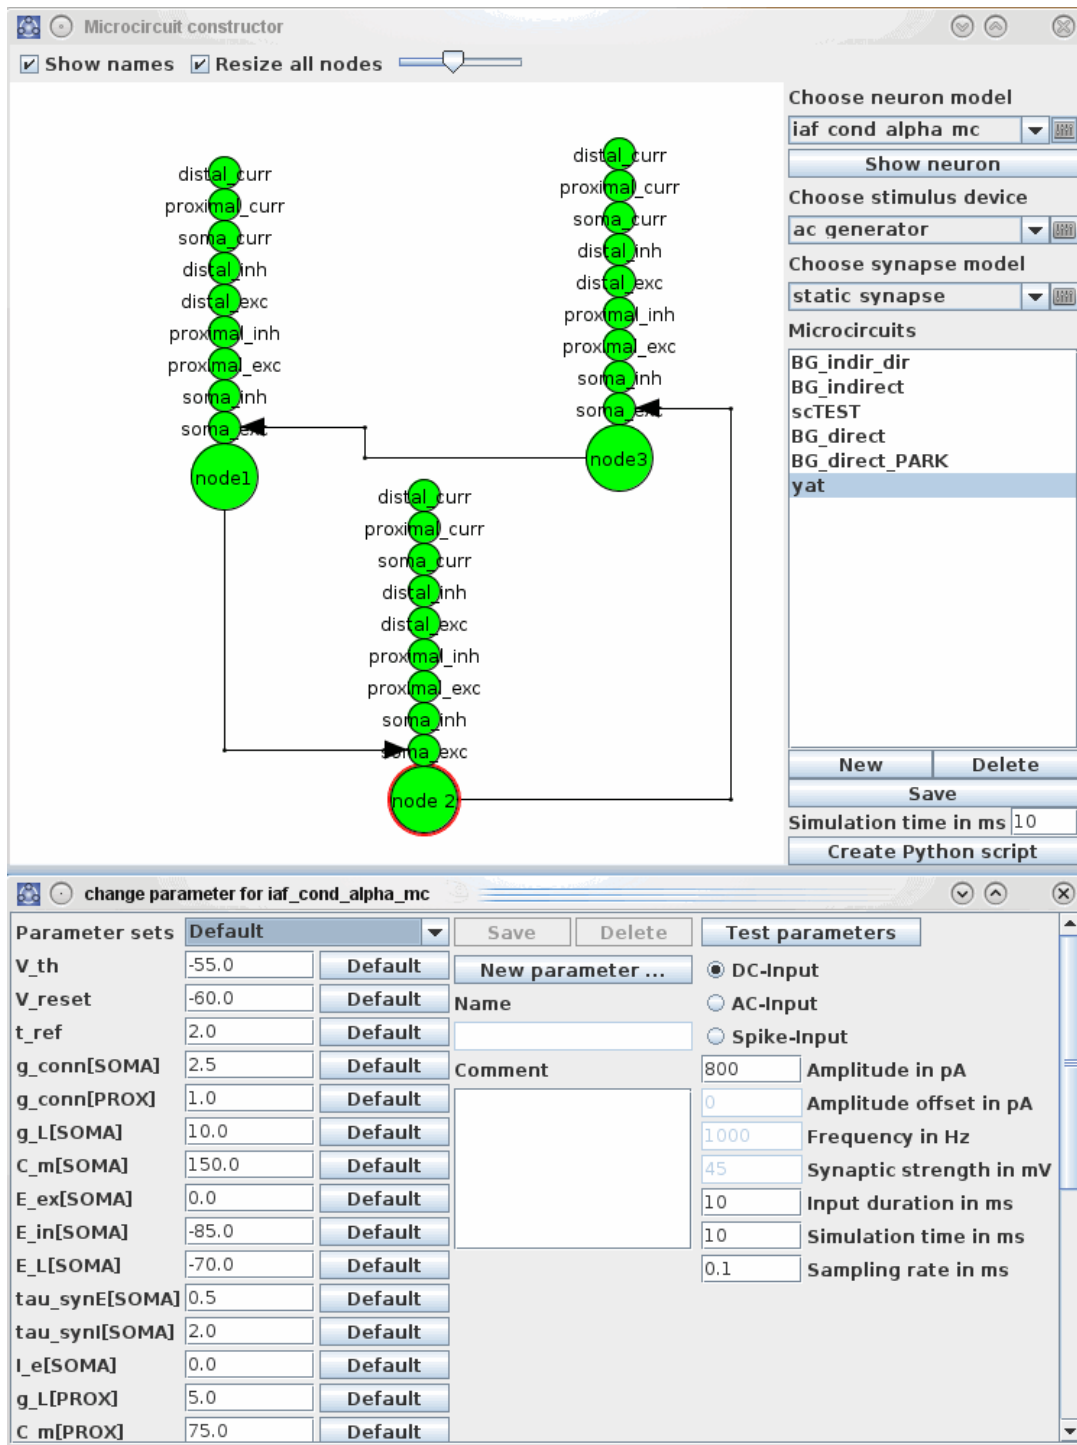 Microcircuit constructor
Show names Resize all nodes
distal_curr
proximal_curr
soma_curr
distal_inh
distal_exc
proximal_inh
proximal_exc
soma_inh
soma_exc
node1
distal_curr
proximal_curr
soma_curr
distal_inh
distal_exc
proximal_inh
proximal_exc
soma_inh
soma_exc
node3
distal_curr
proximal_curr
soma_curr
distal_inh
distal_exc
proximal_inh
proximal_exc
soma_inh
soma_exc
node 2
Choose neuron model
iaf cond alpha mc
Show neuron
Choose stimulus device
ac generator
Choose synapse model
static synapse
Microcircuits
BG_indir_dir
BG_indirect
scTEST
BG_direct
BG_direct_PARK
yat
New Delete
Save
Simulation time in ms 10
Create Python script
change parameter for iaf_cond_alpha_mc
Parameter sets Default
V_th -55.0 Default
V_reset -60.0 Default
t_ref 2.0 Default
g_conn[SOMA] 2.5 Default
g_conn[PROX] 1.0 Default
g_L[SOMA] 10.0 Default
C_m[SOMA] 150.0 Default
E_ex[SOMA] 0.0 Default
E_in[SOMA] -85.0 Default
E_L[SOMA] -70.0 Default
tau_synE[SOMA] 0.5 Default
tau_synI[SOMA] 2.0 Default
I_e[SOMA] 0.0 Default
g_L[PROX] 5.0 Default
C_m[PROX] 75.0 Default
Save Delete
New parameter ...
Name
Comment
Test parameters
DC-Input
AC-Input
Spike-Input
800 Amplitude in pA
0 Amplitude offset in pA
1000 Frequency in Hz
45 Synaptic strength in mV
10 Input duration in ms
10 Simulation time in ms
0.1 Sampling rate in ms